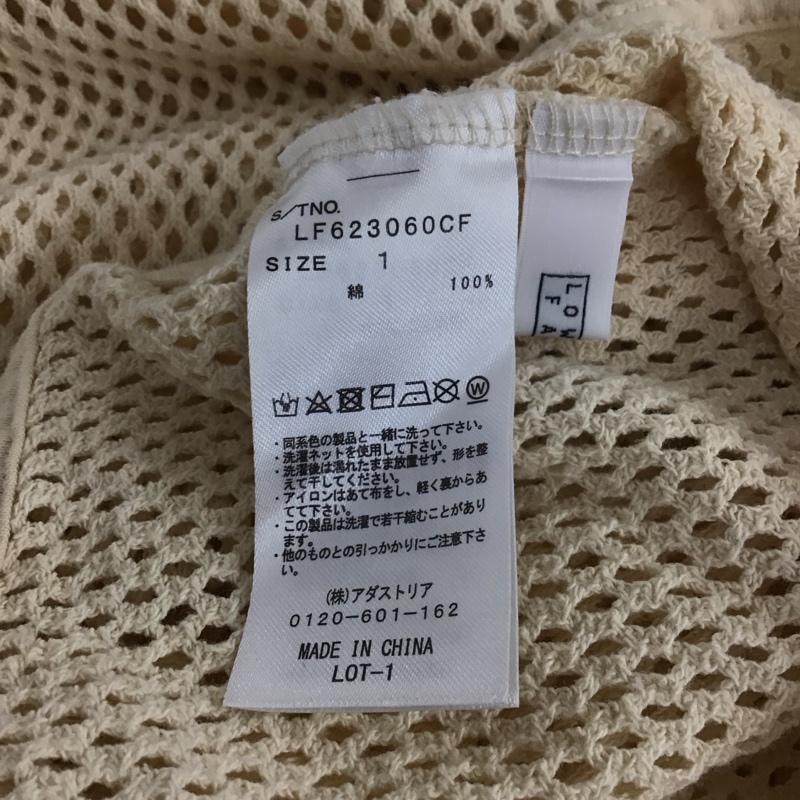 S/TNO.
LF623060CF
SIZE 1
綿 100%
W
・同系色の製品と一緒に洗って下さい。
・洗濯ネットを使用して下さい。
・洗濯後は濡れたまま放置せず、形を整
えて干してください。
・アイロンはあて布をし、軽く裏からあ
てて下さい。
・この製品は洗濯で若干縮むことがあり
ます。
・他のものとの引っかかりにご注意下さ
い。
(株)アダストリア
0120-601-162
MADE IN CHINA
LOT-1
LOW
FA